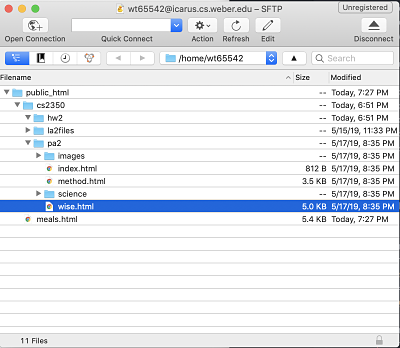 wt65542@icarus.cs.weber.edu – SFTP
Unregistered
Open Connection Quick Connect Action Refresh Edit Disconnect
/home/wt65542 Search
Filename Size Modified
public_html -- Today, 7:27 PM
cs2350 -- Today, 6:51 PM
hw2 -- Today, 6:51 PM
la2files -- 5/15/19, 11:33 PM
pa2 -- 5/17/19, 8:35 PM
images -- 5/17/19, 8:35 PM
index.html 812 B 5/17/19, 8:35 PM
method.html 3.5 KB 5/17/19, 8:35 PM
science -- 5/17/19, 8:35 PM
wise.html 5.0 KB 5/17/19, 8:35 PM
meals.html 5.4 KB Today, 7:27 PM
11 Files